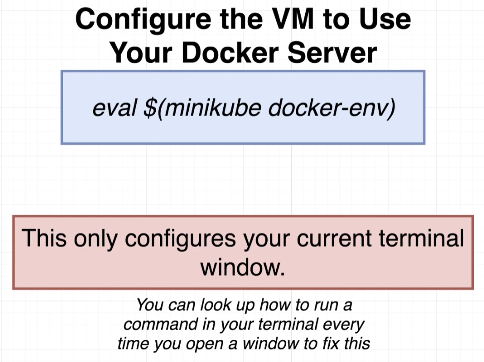 Configure the VM to Use
Your Docker Server
eval $(minikube docker-env)
This only configures your current terminal
window.
You can look up how to run a
command in your terminal every
time you open a window to fix this